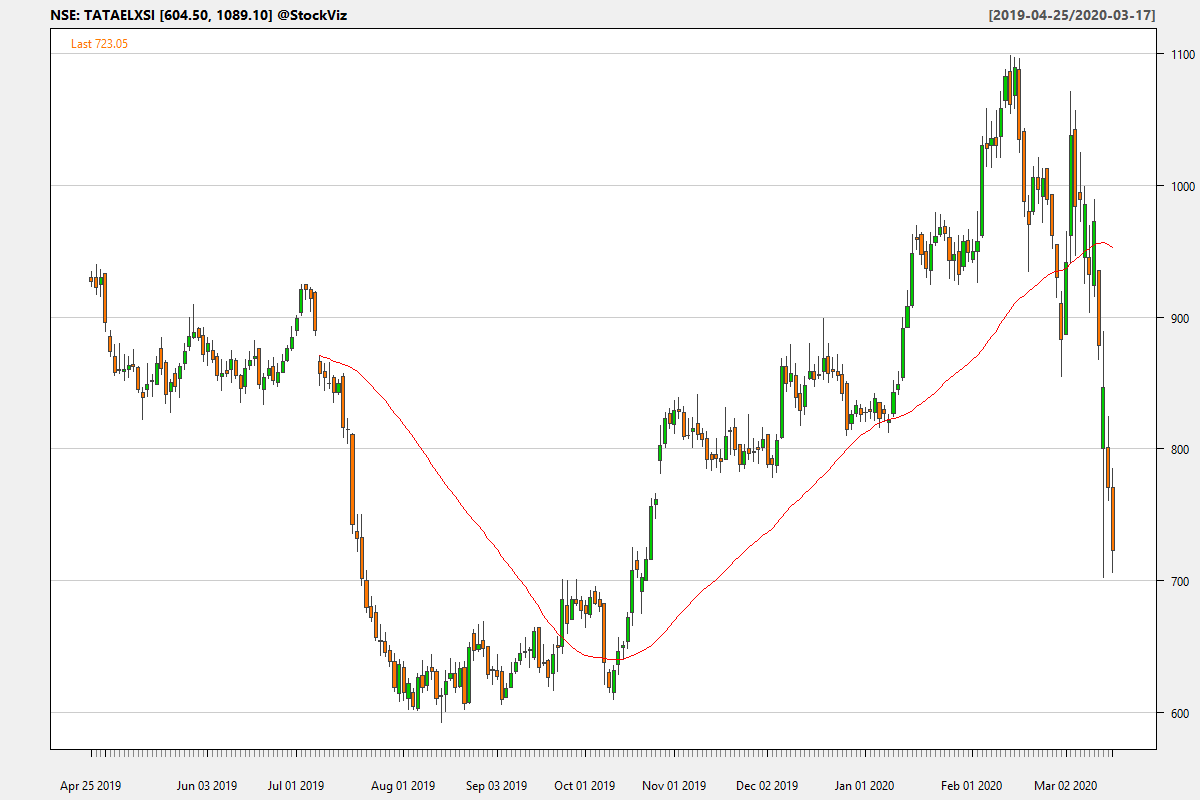 NSE: TATAELXSI [604.50, 1089.10] @StockViz
[2019-04-25/2020-03-17]
Last 723.05
1100
1000
900
800
700
600
Apr 25 2019 Jun 03 2019 Jul 01 2019 Aug 01 2019 Sep 03 2019 Oct 01 2019 Nov 01 2019 Dec 02 2019 Jan 01 2020 Feb 01 2020 Mar 02 2020